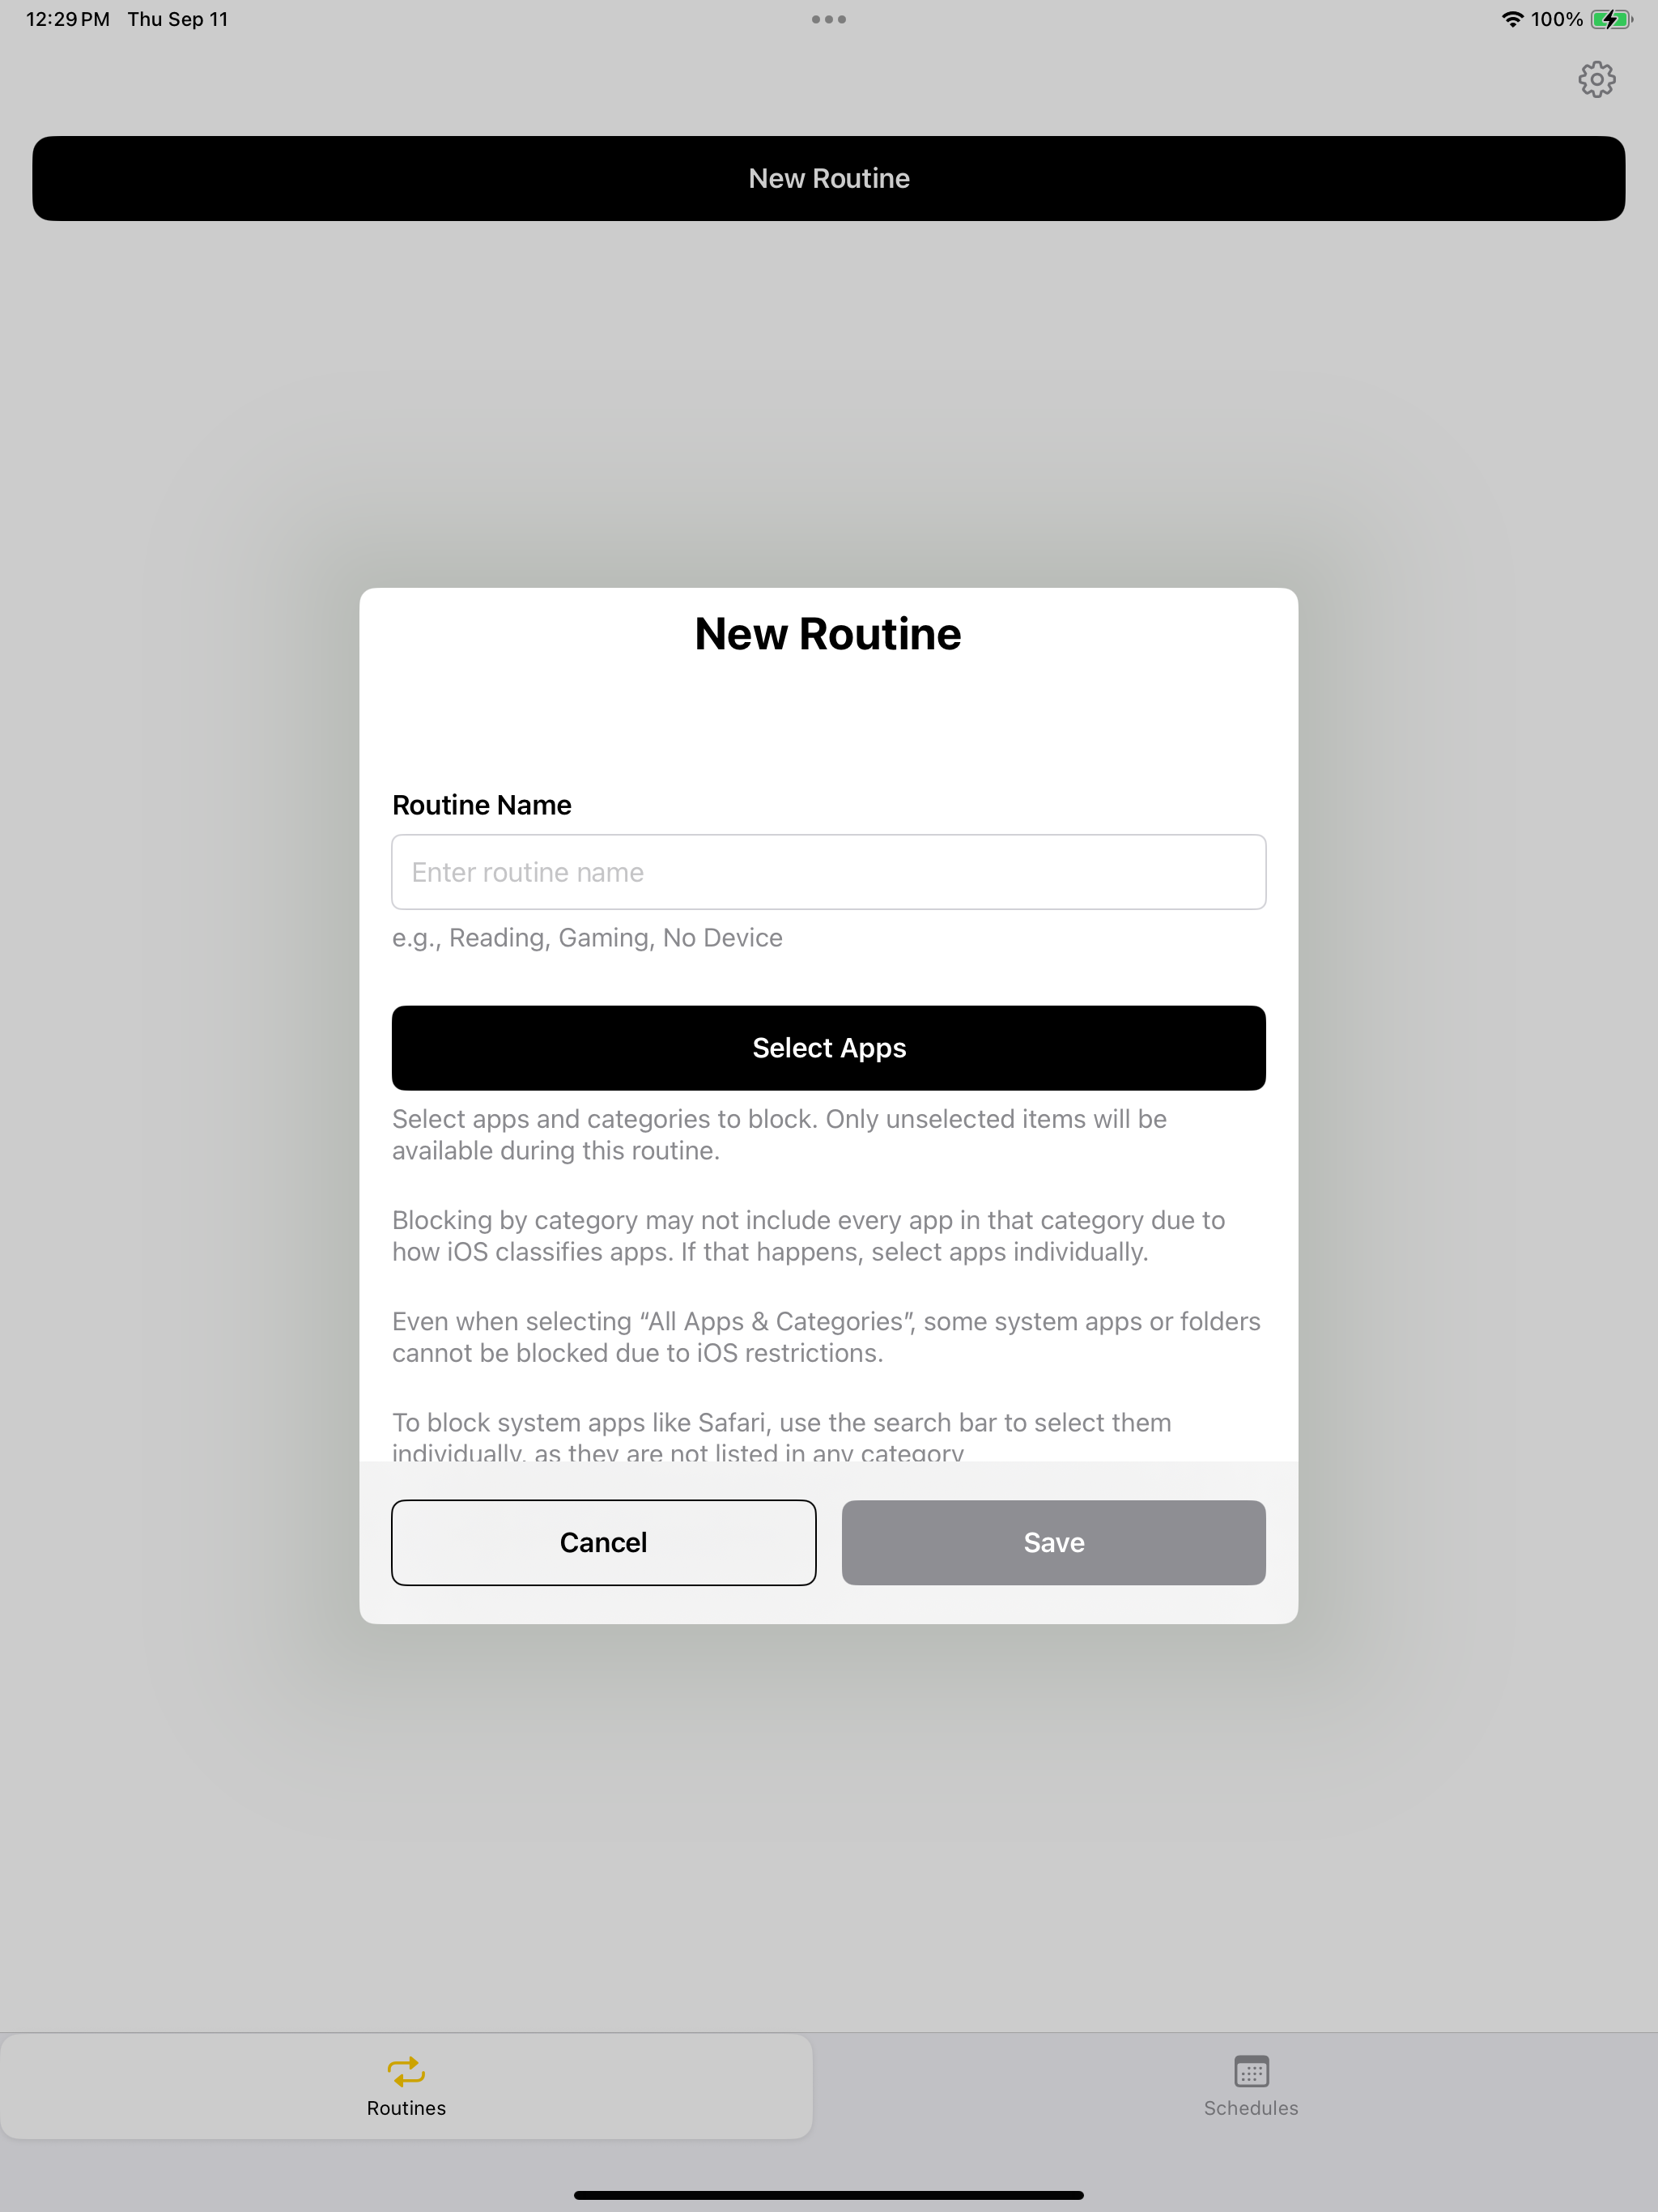 12:29 PM Thu Sep 11
100%
New Routine
New Routine
Routine Name
Enter routine name
e.g., Reading, Gaming, No Device
Select Apps
Select apps and categories to block. Only unselected items will be
available during this routine.
Blocking by category may not include every app in that category due to
how iOS classifies apps. If that happens, select apps individually.
Even when selecting “All Apps & Categories”, some system apps or folders
cannot be blocked due to iOS restrictions.
To block system apps like Safari, use the search bar to select them
individually, as they are not listed in any category
Cancel
Save
Routines
Schedules